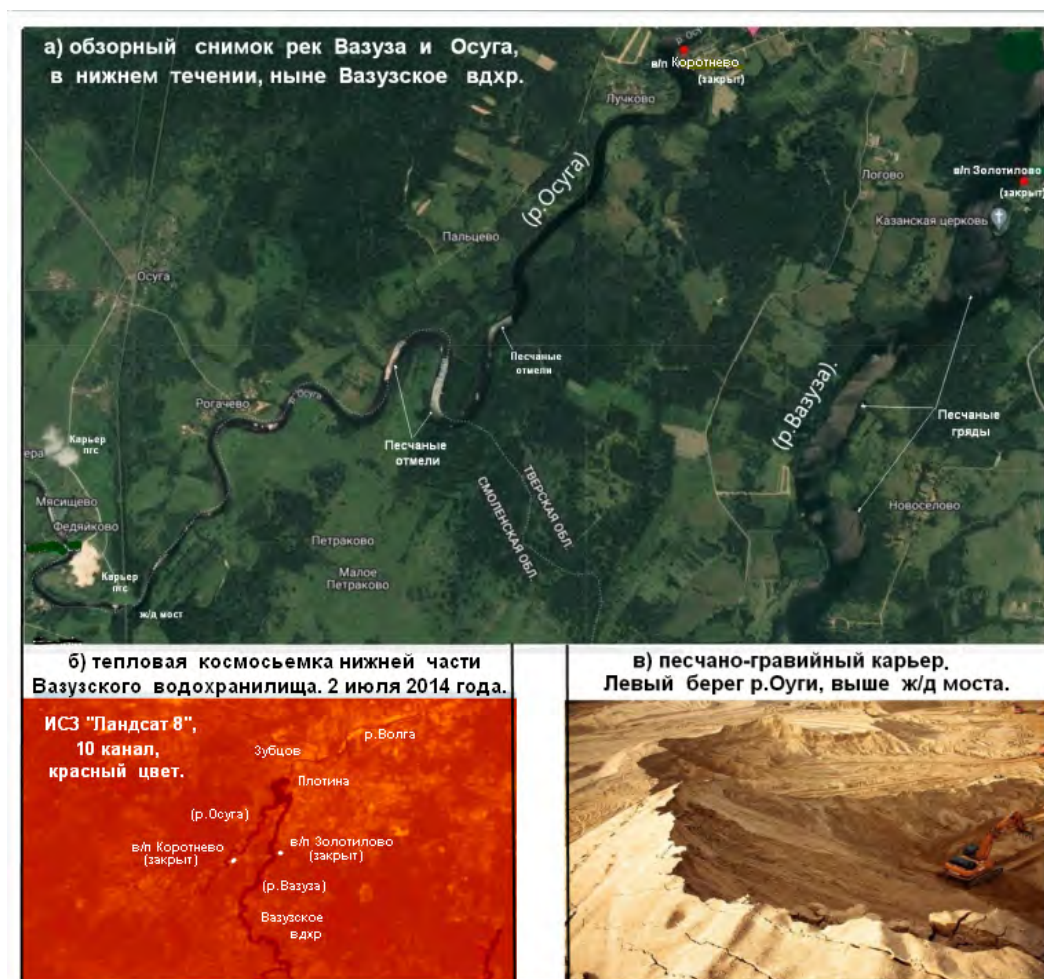 а) обзорный снимок рек Вазуза и Осуга,
в нижнем течении, ныне Вазузское вдхр.
в/п Коротнево
(закрыт)
Лучково
(р.Осуга)
Логово
в/п Золотилово
(закрыт)
Казанская церковь
Пальцево
Осуга
Песчаные
отмели
(р.Вазуза).
Рогачево
р. Осуга
Песчаные
отмели
Песчаные
гряды
Карьер
пгс
ера
Мясищево
Федяйково
ТВЕРСКАЯ ОБЛ.
СМОЛЕНСКАЯ ОБЛ.
Новоселово
Петраково
Малое
Петраково
Карьер
пгс
ж/д мост
б) тепловая космосьемка нижней части
Вазузского водохранилища. 2 июля 2014 года.
ИСЗ "Ландсат 8",
10 канал,
красный цвет.
р.Волга
Зубцов
Плотина
(р.Осуга)
в/п Коротнево
(закрыт)
в/п Золотилово
(закрыт)
(р.Вазуза)
Вазузское
вдхр
в) песчано-гравийный карьер.
Левый берег р.Оуги, выше ж/д моста.